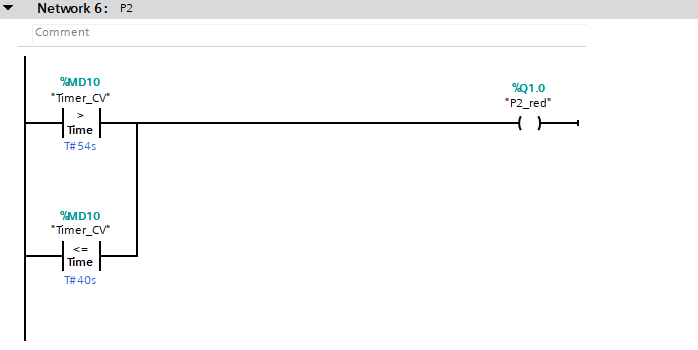 Network 6: P2
Comment
%MD10
"Timer_CV"
>
Time
T#54s
%Q1.0
"P2_red"
( )
%MD10
"Timer_CV"
<=
Time
T#40s